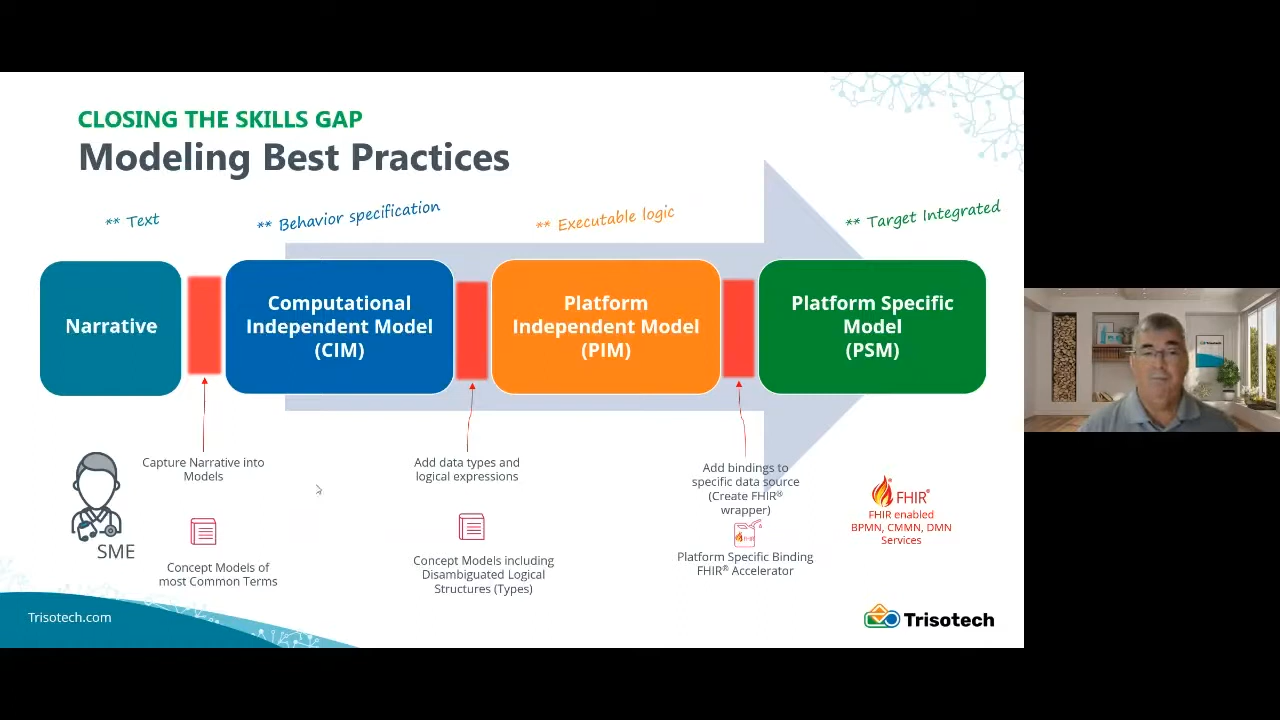 CLOSING THE SKILLS GAP
Modeling Best Practices
** Text
** Behavior specification
** Executable logic
** Target Integrated
Narrative
Computational
Independent Model
(CIM)
Platform
Independent Model
(PIM)
Platform Specific
Model
(PSM)
Capture Narrative into
Models
Add data types and
logical expressions
Add bindings to
specific data source
(Create FHIR®
wrapper)
FHIR®
FHIR enabled
BPMN, CMMN, DMN
Services
SME
Concept Models of
most Common Terms
Concept Models including
Disambiguated Logical
Structures (Types)
Platform Specific Binding
FHIR® Accelerator
Trisotech.com
Trisotech